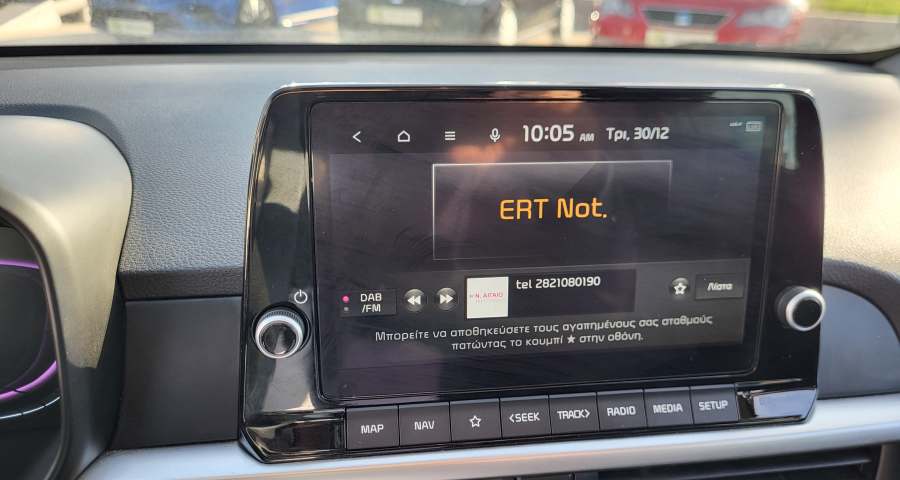 10:05 AM Τρι, 30/12
ERT Not.
tel 2821080190
DAB
/FM
Λίστα
Μπορείτε να αποθηκεύσετε τους αγαπημένους σας σταθμούς
πατώντας το κουμπί ★ στην οθόνη.
MAP NAV <SEEK TRACK> RADIO MEDIA SETUP